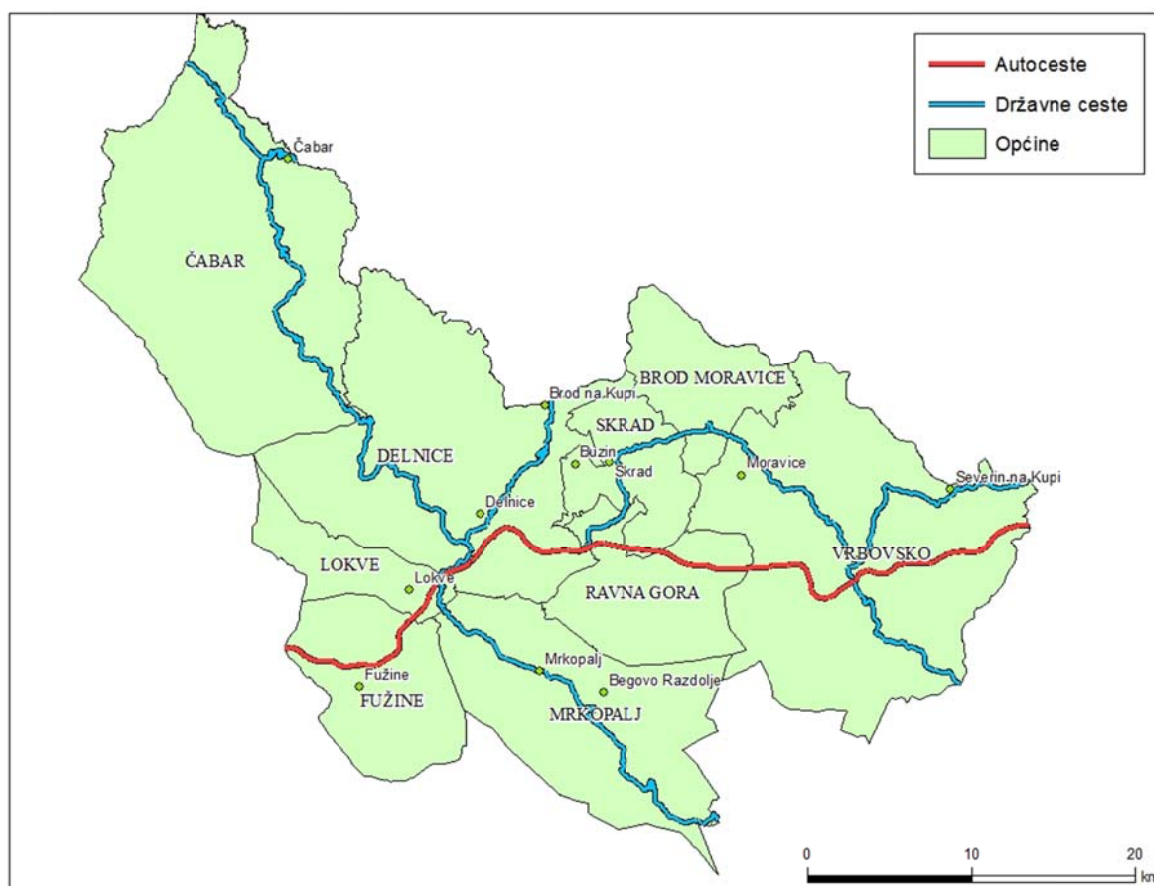 Autoceste
Državne ceste
Općine
Čabar
ČABAR
BROD MORAVICE
Brod na Kupi
SKRAD
DELNICE
Buzin
Skrad
Moravice
Severin na Kupi
Delnice
VRBOVSKO
LOKVE
Lokve
RAVNA GORA
Mrkopalj
Fužine
Begovo Razdolje
FUŽINE
MRKOPALJ
0 10 20
km